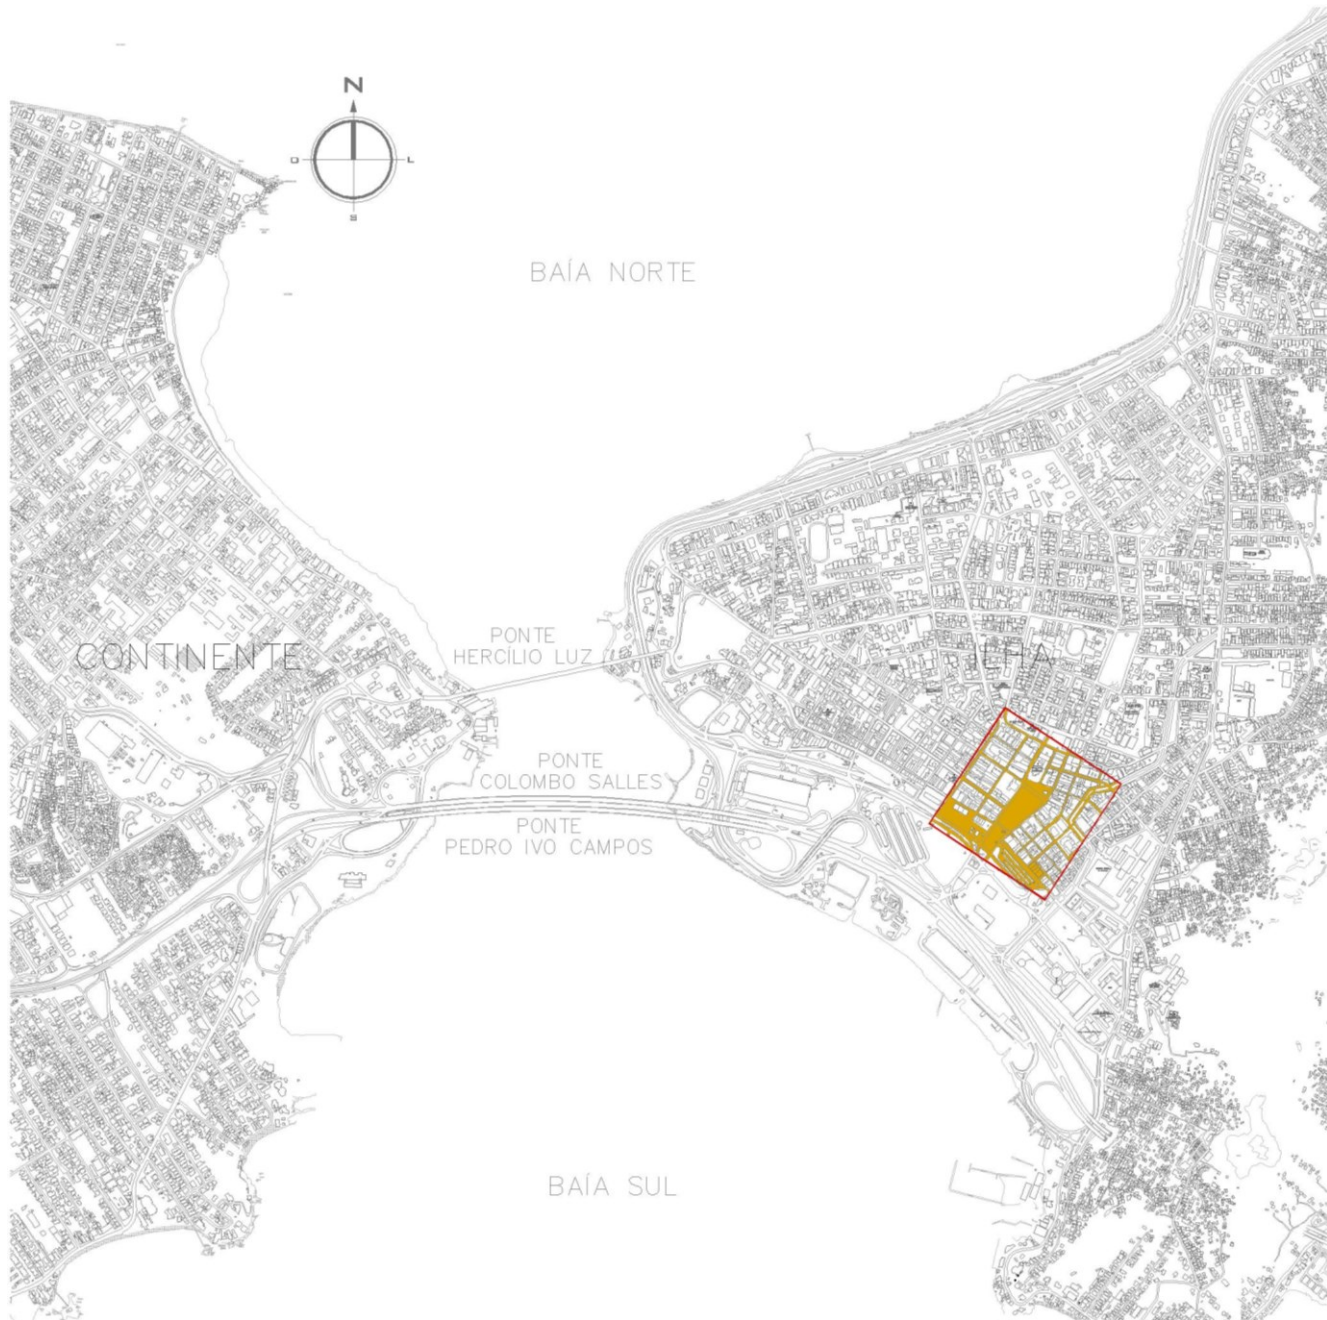 N
O
L
S
BAÍA NORTE
CONTINENTE
PONTE
HERCÍLIO LUZ
ILHA
PONTE
COLOMBO SALLES
PONTE
PEDRO IVO CAMPOS
BAÍA SUL